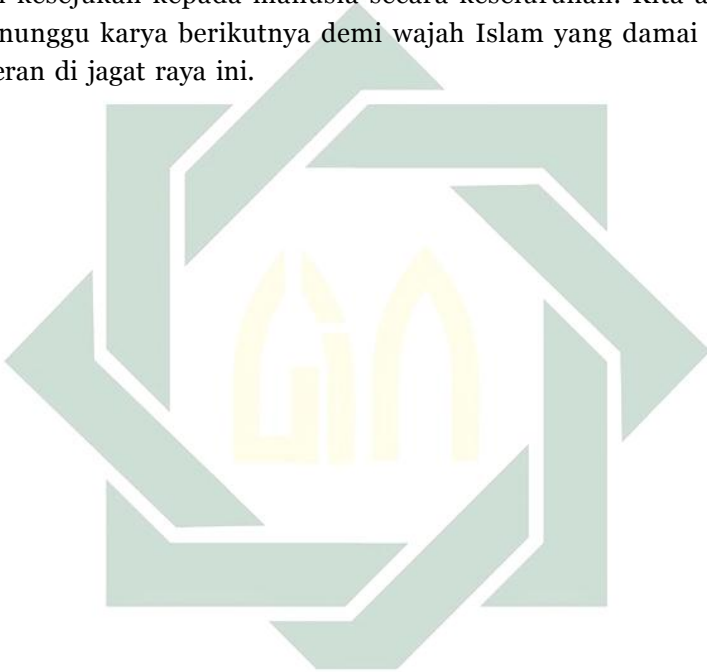 kesejukan kepada manusia secara keseluruhan. Kita a
nunggu karya berikutnya demi wajah Islam yang damai
eran di jagat raya ini.
UIN